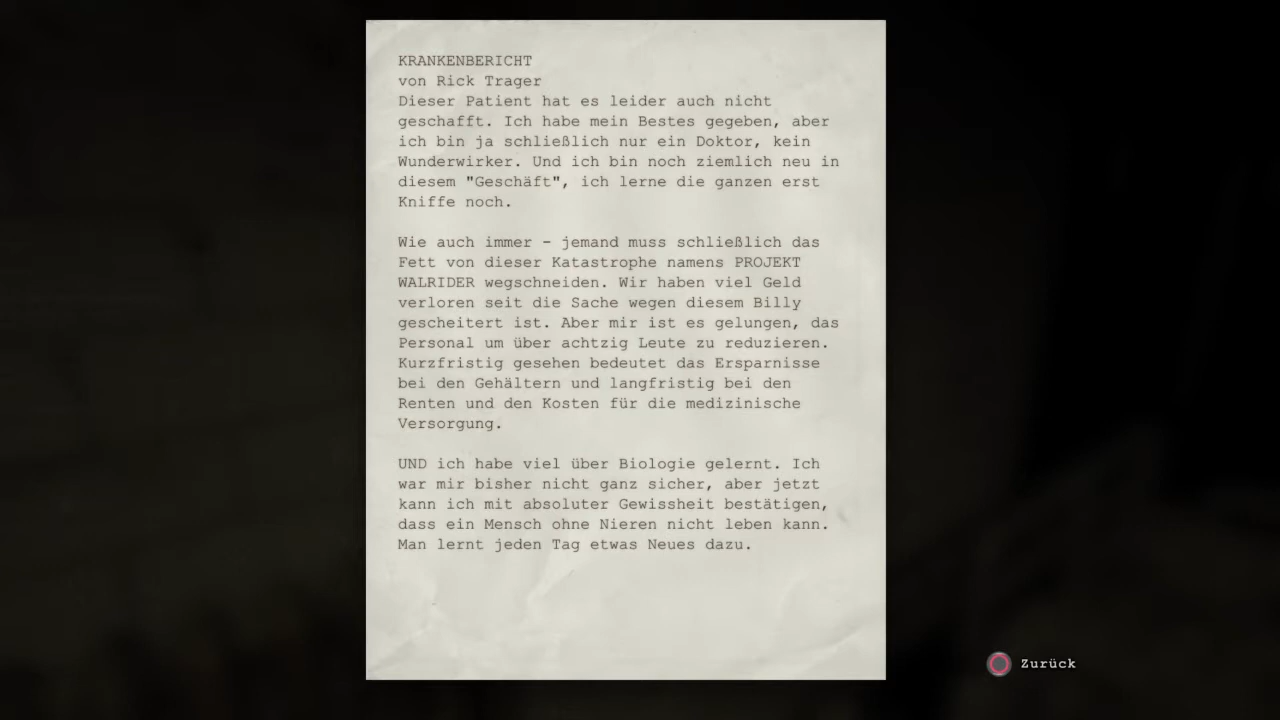 KRANKENBERICHT
von Rick Trager
Dieser Patient hat es leider auch nicht
geschafft. Ich habe mein Bestes gegeben, aber
ich bin ja schließlich nur ein Doktor, kein
Wunderwirker. Und ich bin noch ziemlich neu in
diesem "Geschäft", ich lerne die ganzen erst
Kniffe noch.
Wie auch immer - jemand muss schließlich das
Fett von dieser Katastrophe namens PROJEKT
WALRIDER wegschneiden. Wir haben viel Geld
verloren seit die Sache wegen diesem Billy
gescheitert ist. Aber mir ist es gelungen, das
Personal um über achtzig Leute zu reduzieren.
Kurzfristig gesehen bedeutet das Ersparnisse
bei den Gehältern und langfristig bei den
Renten und den Kosten für die medizinische
Versorgung.
UND ich habe viel über Biologie gelernt. Ich
war mir bisher nicht ganz sicher, aber jetzt
kann ich mit absoluter Gewissheit bestätigen,
dass ein Mensch ohne Nieren nicht leben kann.
Man lernt jeden Tag etwas Neues dazu.
Zurück